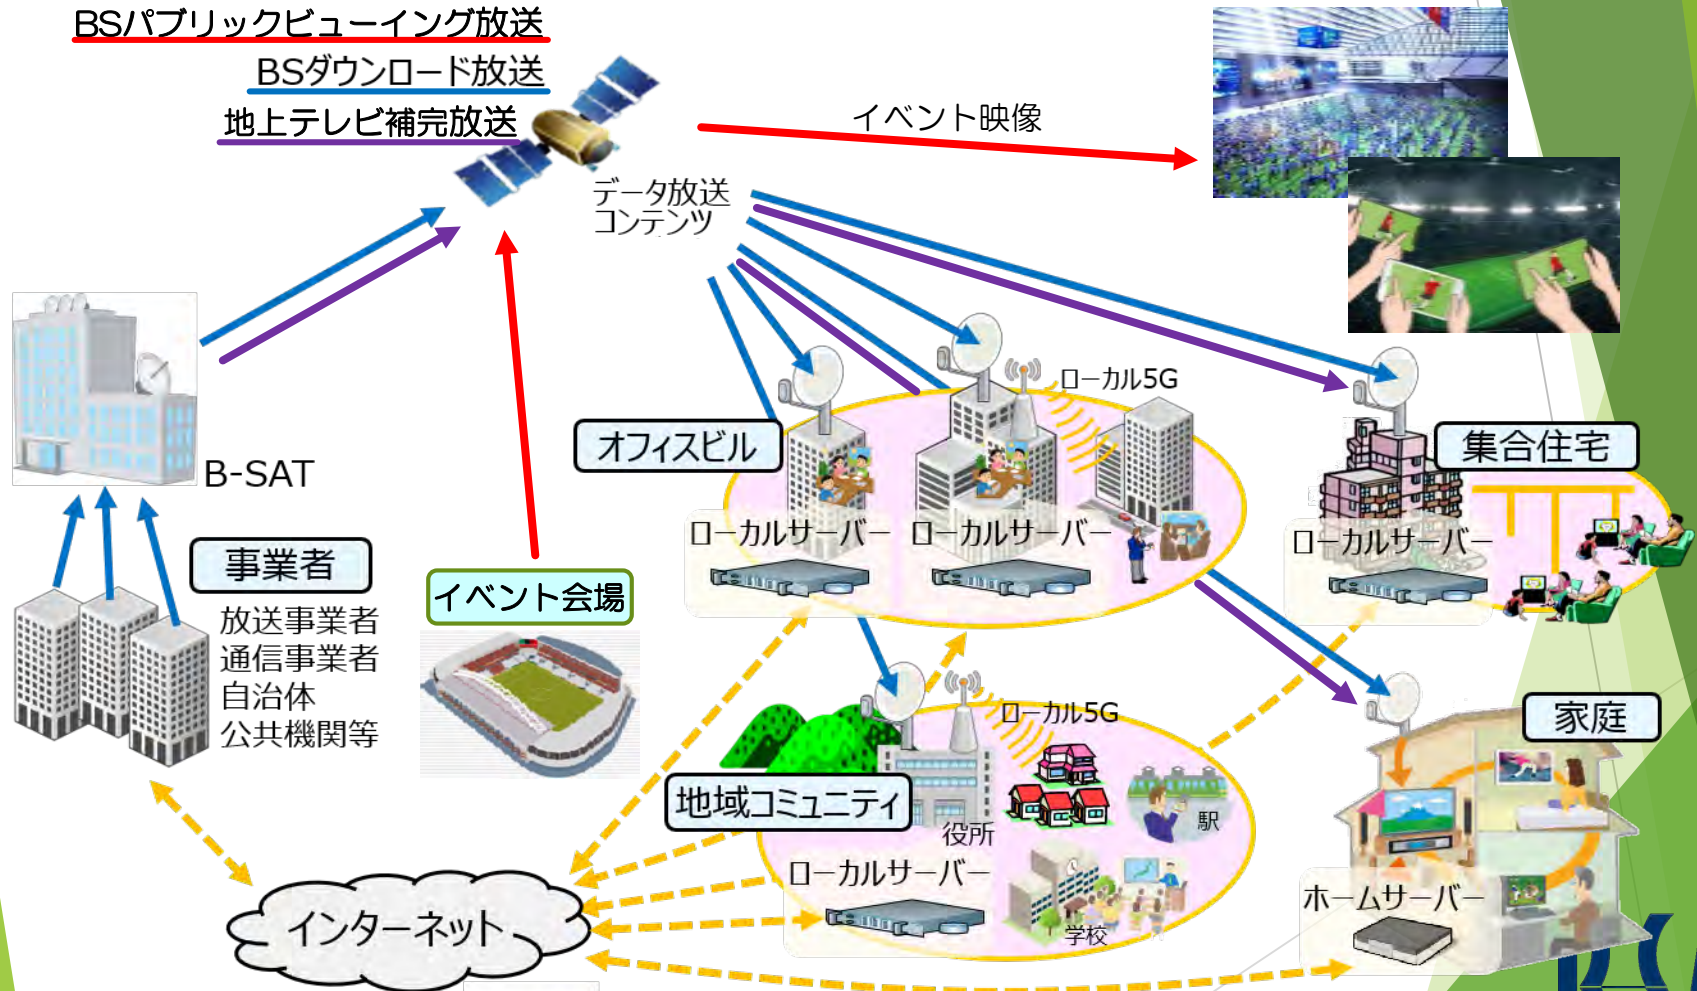 BSパブリックビューイング放送
BSダウンロード放送
地上テレビ補完放送
イベント映像
データ放送
コンテンツ
ローカル5G
オフィスビル
集合住宅
B-SAT
ローカルサーバー
ローカルサーバー
ローカルサーバー
事業者
放送事業者
通信事業者
自治体
公共機関等
イベント会場
ローカル5G
家庭
地域コミュニティ
役所
駅
ローカルサーバー
学校
ホームサーバー
インターネット